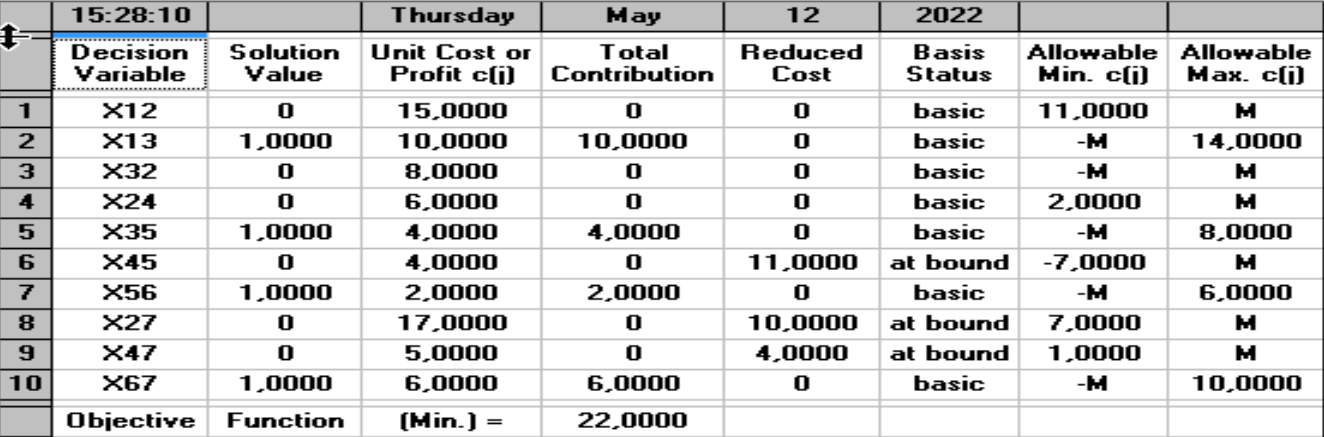 15:28:10 Thursday May 12 2022
Decision Variable Solution Value Unit Cost or Profit c(j) Total Contribution Reduced Cost Basis Status Allowable Min. c(j) Allowable Max. c(j)
1 X12 0 15,0000 0 0 basic 11,0000 M
2 X13 1,0000 10,0000 10,0000 0 basic -M 14,0000
3 X32 0 8,0000 0 0 basic -M M
4 X24 0 6,0000 0 0 basic 2,0000 M
5 X35 1,0000 4,0000 4,0000 0 basic -M 8,0000
6 X45 0 4,0000 0 11,0000 at bound -7,0000 M
7 X56 1,0000 2,0000 2,0000 0 basic -M 6,0000
8 X27 0 17,0000 0 10,0000 at bound 7,0000 M
9 X47 0 5,0000 0 4,0000 at bound 1,0000 M
10 X67 1,0000 6,0000 6,0000 0 basic -M 10,0000
Objective Function (Min.) = 22,0000